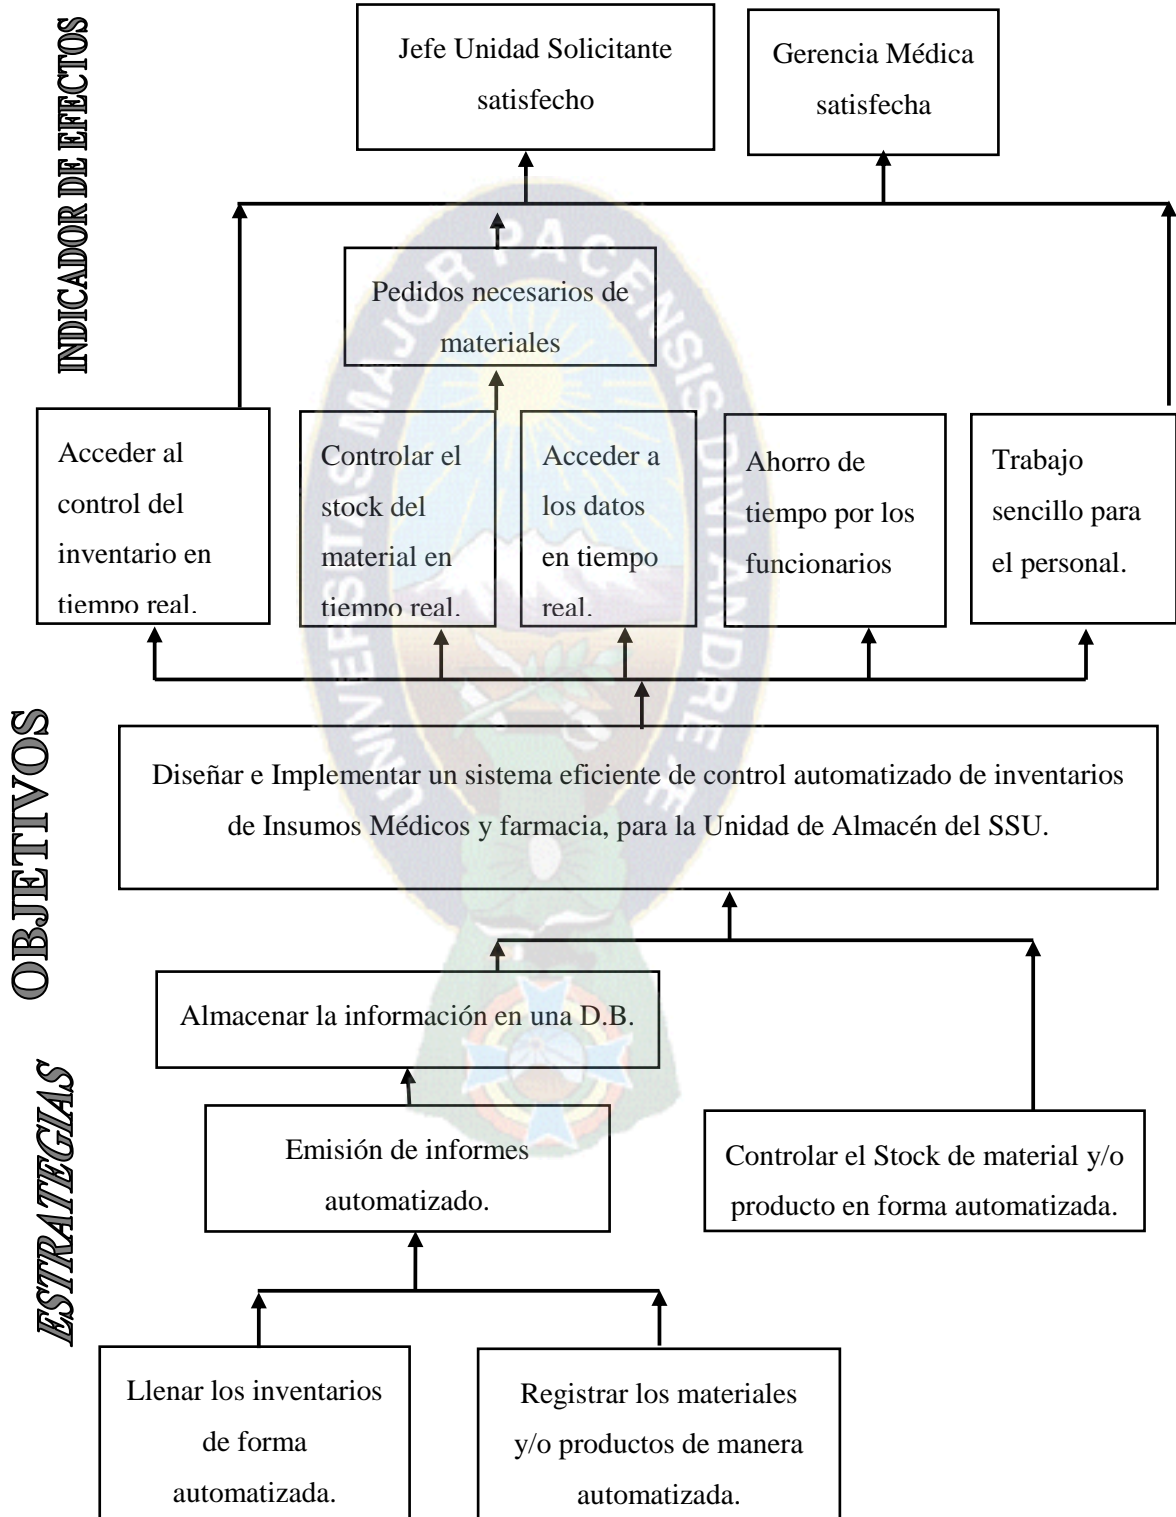 INDICADOR DE EFECTOS
Jefe Unidad Solicitante
satisfecho
Gerencia Médica
satisfecha
Pedidos necesarios de
materiales
Acceder al
control del
inventario en
tiempo real.
Controlar el
stock del
material en
tiempo real.
Acceder a
los datos
en tiempo
real.
Ahorro de
tiempo por los
funcionarios
Trabajo
sencillo para
el personal.
OBJETIVOS
Diseñar e Implementar un sistema eficiente de control automatizado de inventarios
de Insumos Médicos y farmacia, para la Unidad de Almacén del SSU.
ESTRATEGIAS
Almacenar la información en una D.B.
Emisión de informes
automatizado.
Controlar el Stock de material y/o
producto en forma automatizada.
Llenar los inventarios
de forma
automatizada.
Registrar los materiales
y/o productos de manera
automatizada.
UNIVERSITAS MAJOR PACENSIS DIVI ANDRE Æ